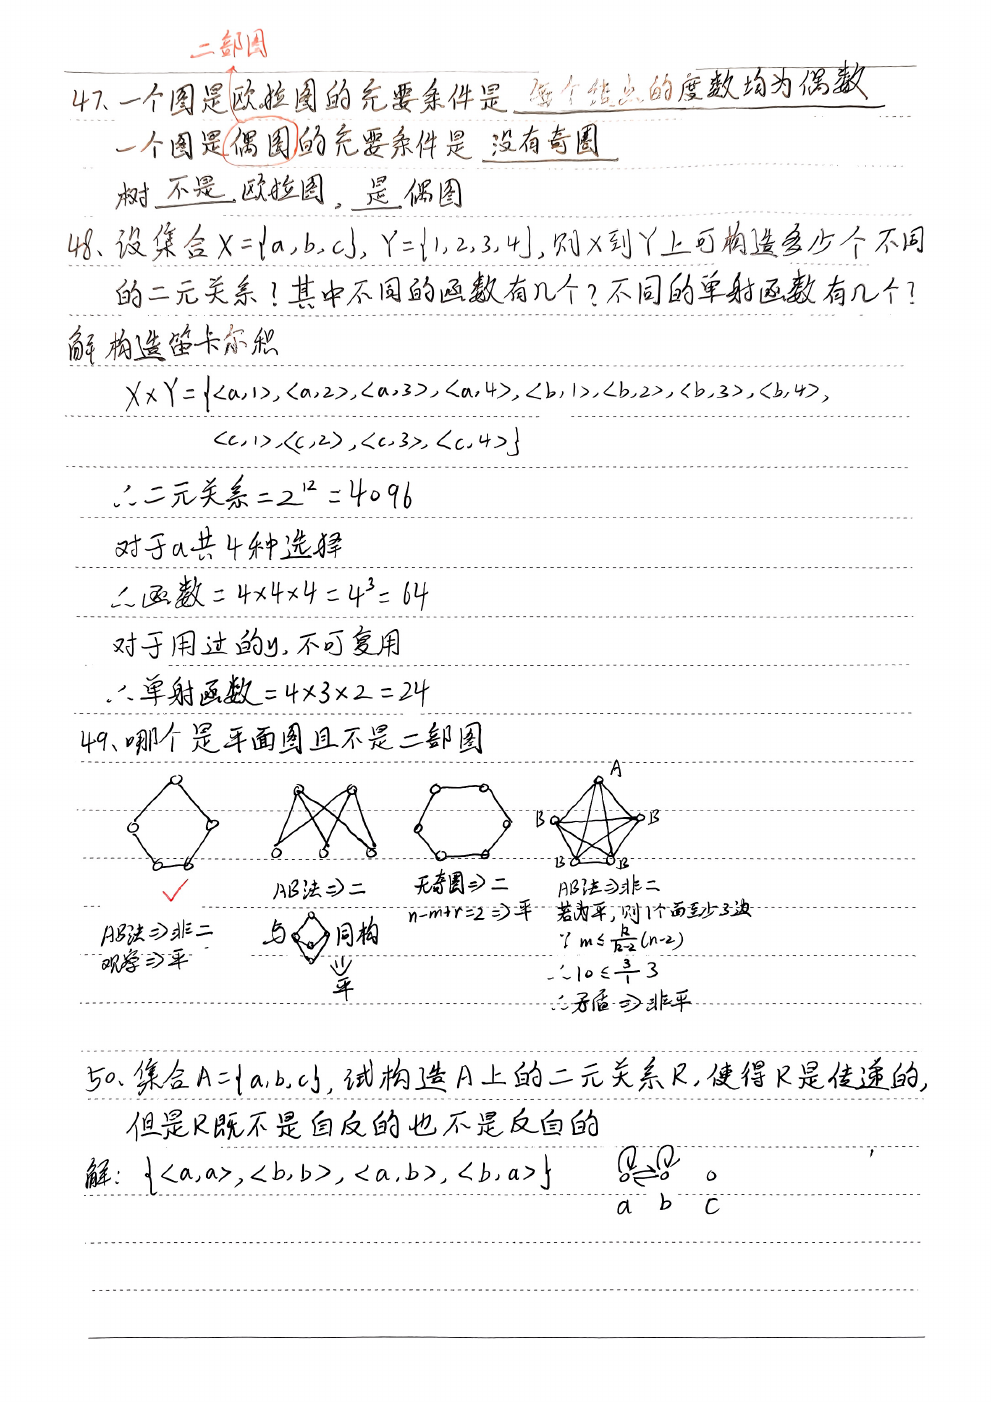 二部图
47、一个图是欧拉图的充要条件是 每个结点的度数均为偶数
一个图是偶图的充要条件是 没有奇圈
树 不是 欧拉图，是 偶图
48、设集合X={a,b,c}, Y={1,2,3,4}, 则X到Y上可构造多少个不同
的二元关系？其中不同的函数有几个？不同的单射函数有几个？
解 构造笛卡尔积
X×Y={<a,1>,<a,2>,<a,3>,<a,4>,<b,1>,<b,2>,<b,3>,<b,4>,
<c,1>,<c,2>,<c,3>,<c,4>}
∴二元关系=2¹²=4096
对于a共4种选择
∴函数=4×4×4=4³=64
对于用过的y,不可复用
∴单射函数=4×3×2=24
49、哪个是平面图且不是二部图
A
B B
B B
✓
AB法⇒非二
观察⇒平
AB法⇒二
与 同构
⇓
平
无奇圈⇒二
n-m+r=2⇒平
AB法⇒非二
若为平，则1个面至少3边
∵ m≤k/(k-2)(n-2)
∴10≤3/1 3
∴矛盾⇒非平
50、集合A={a,b,c}, 试构造A上的二元关系R,使得R是传递的,
但是R既不是自反的也不是反自的
解: {<a,a>,<b,b>,<a,b>,<b,a>}
a b c